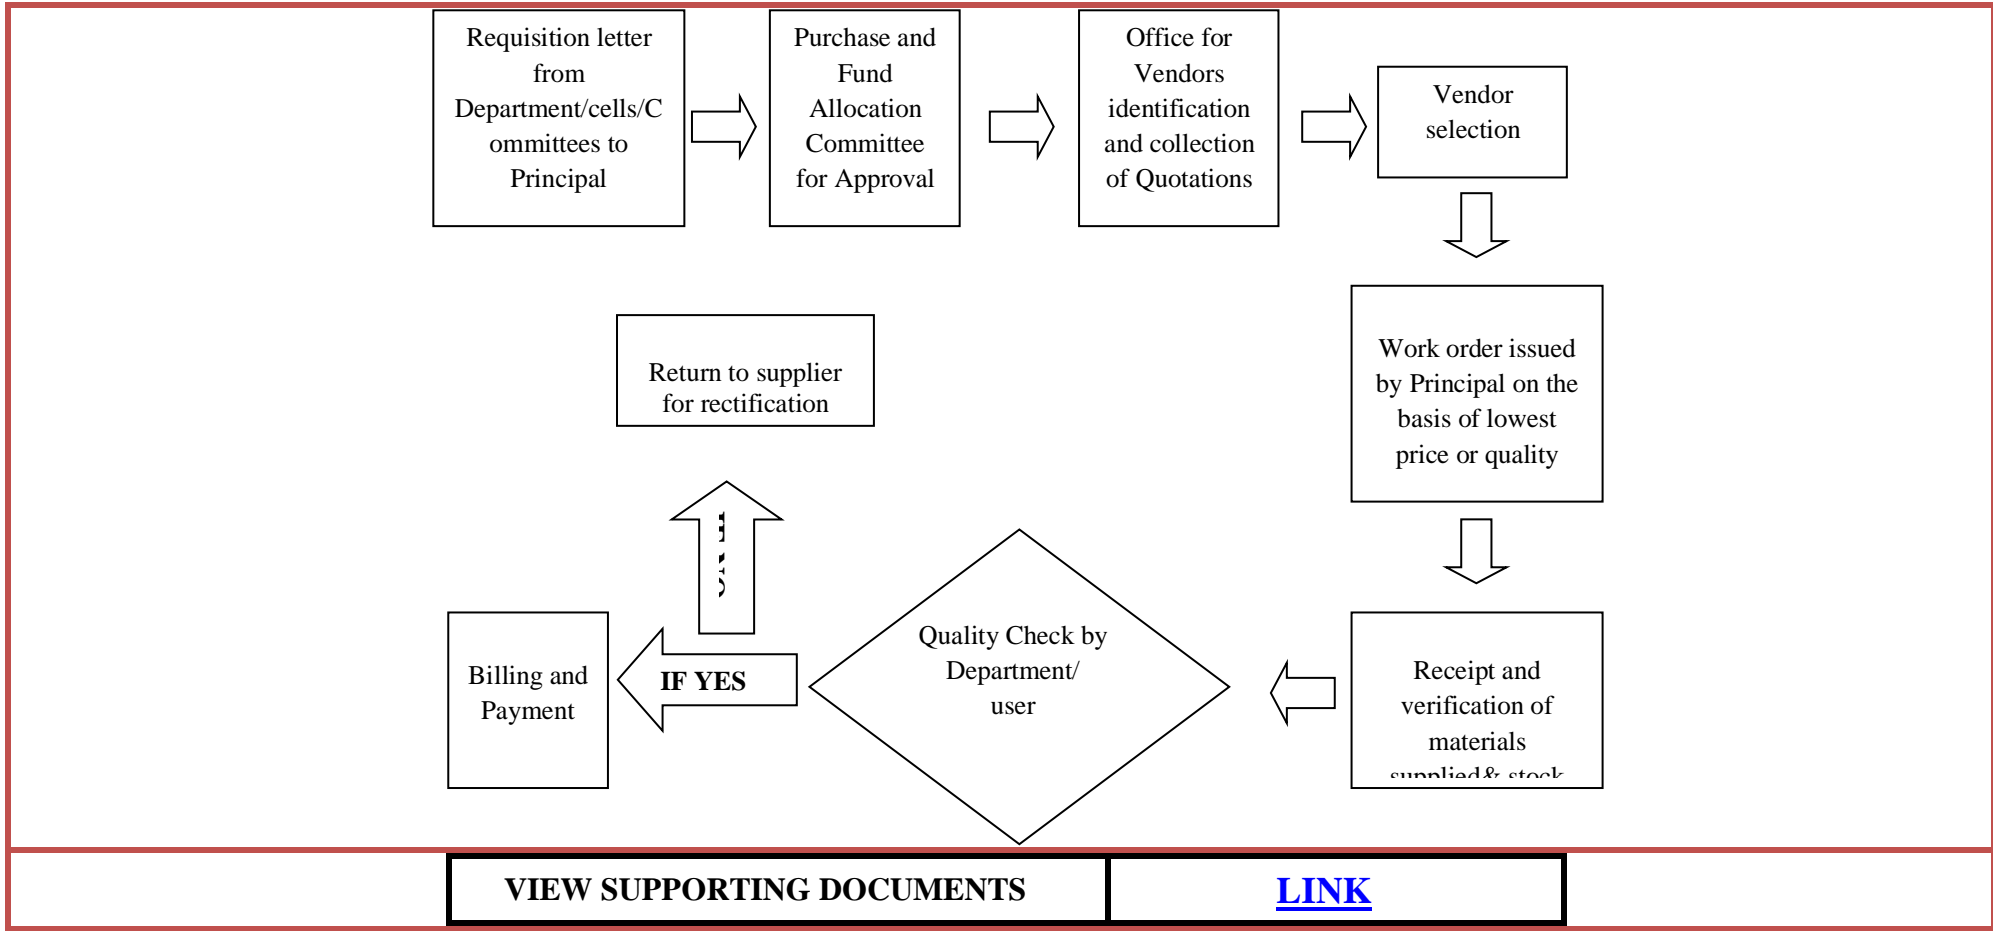 Requisition letter
from
Department/cells/C
ommittees to
Principal
Purchase and
Fund
Allocation
Committee
for Approval
Office for
Vendors
identification
and collection
of Quotations
Vendor
selection
Work order issued
by Principal on the
basis of lowest
price or quality
Receipt and
verification of
materials
supplied& stock
Quality Check by
Department/
user
IF YES
Billing and
Payment
Return to supplier
for rectification
VIEW SUPPORTING DOCUMENTS
LINK